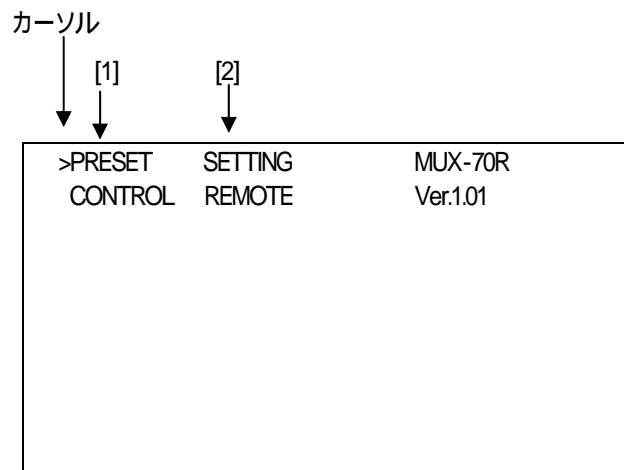 カーソル
[1] [2]
>PRESET SETTING MUX-70R
CONTROL REMOTE Ver.1.01